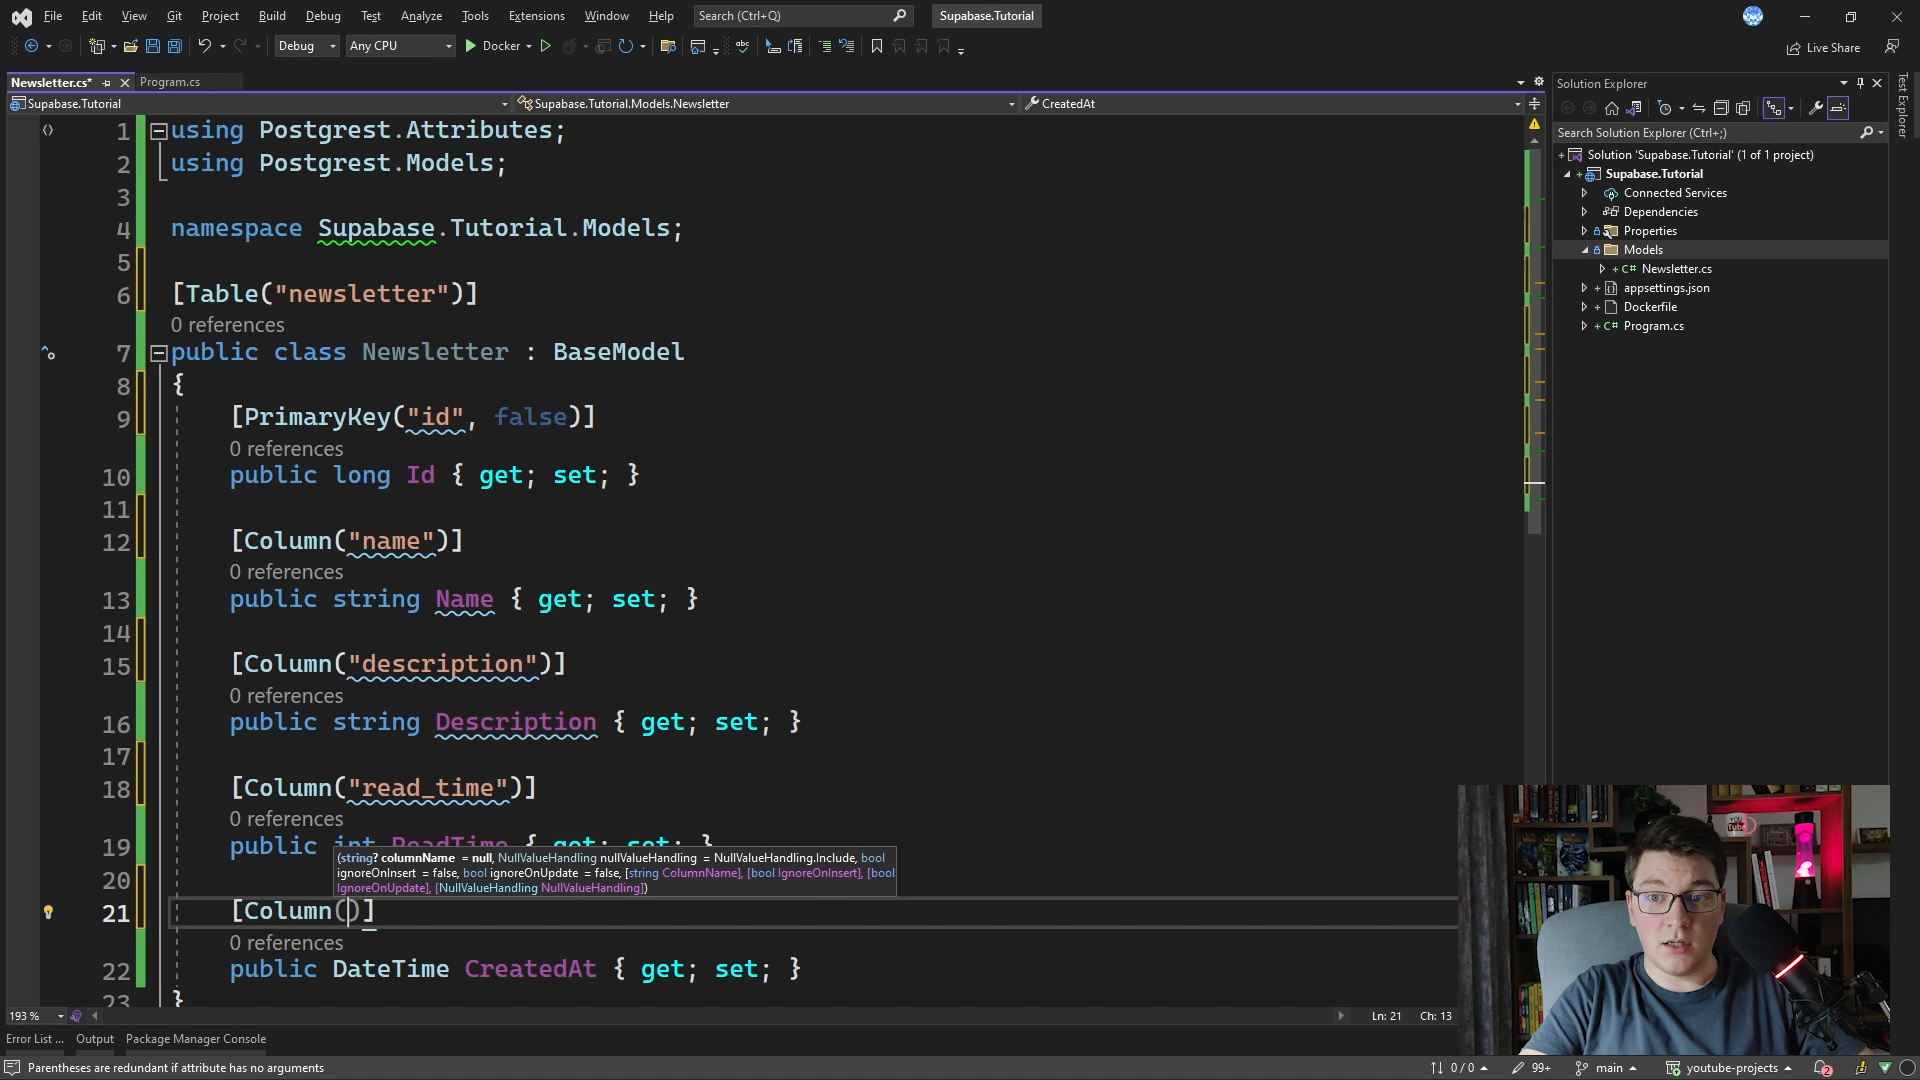 File Edit View Git Project Build Debug Test Analyze Tools Extensions Window Help Search (Ctrl+Q) Supabase.Tutorial
Debug Any CPU Docker Live Share
Newsletter.cs* Program.cs
Supabase.Tutorial Supabase.Tutorial.Models.Newsletter CreatedAt
1 using Postgrest.Attributes;
2 using Postgrest.Models;
3
4 namespace Supabase.Tutorial.Models;
5
6 [Table("newsletter")]
0 references
7 public class Newsletter : BaseModel
8 {
9 [PrimaryKey("id", false)]
0 references
10 public long Id { get; set; }
11
12 [Column("name")]
0 references
13 public string Name { get; set; }
14
15 [Column("description")]
0 references
16 public string Description { get; set; }
17
18 [Column("read_time")]
0 references
19 public int ReadTime { get; set; }
(string? columnName = null, NullValueHandling nullValueHandling = NullValueHandling.Include, bool
ignoreOnInsert = false, bool ignoreOnUpdate = false, [string ColumnName], [bool IgnoreOnInsert], [bool
IgnoreOnUpdate], [NullValueHandling NullValueHandling])
20
21 [Column()]
0 references
22 public DateTime CreatedAt { get; set; }
23 }
193 % Ln: 21 Ch: 13
Error List ... Output Package Manager Console
Parentheses are redundant if attribute has no arguments 0 / 0 99+ main youtube-projects 2
Solution Explorer
Search Solution Explorer (Ctrl+;)
Solution 'Supabase.Tutorial' (1 of 1 project)
Supabase.Tutorial
Connected Services
Dependencies
Properties
Models
C# Newsletter.cs
appsettings.json
Dockerfile
C# Program.cs
Test Explorer